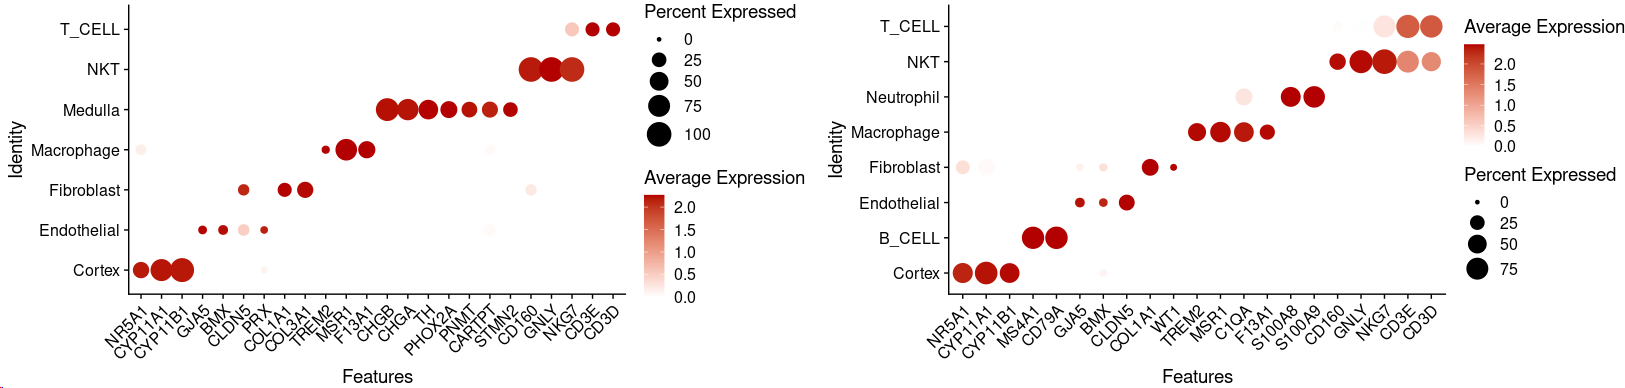 Percent Expressed
0
25
50
75
100
Average Expression
2.0
1.5
1.0
0.5
0.0
Identity
T_CELL
NKT
Medulla
Macrophage
Fibroblast
Endothelial
Cortex
NR5A1
CYP11A1
CYP11B1
GJA5
BMX
CLDN5
PRX
COL1A1
COL3A1
TREM2
MSR1
F13A1
CHGB
CHGA
TH
PHOX2A
PNMT
CARTPT
STMN2
CD160
GNLY
NKG7
CD3E
CD3D
Features
Identity
T_CELL
NKT
Neutrophil
Macrophage
Fibroblast
Endothelial
B_CELL
Cortex
NR5A1
CYP11A1
CYP11B1
MS4A1
CD79A
GJA5
BMX
CLDN5
COL1A1
WT1
TREM2
MSR1
C1QA
F13A1
S100A8
S100A9
CD160
GNLY
NKG7
CD3E
CD3D
Features
Average Expression
2.0
1.5
1.0
0.5
0.0
Percent Expressed
0
25
50
75